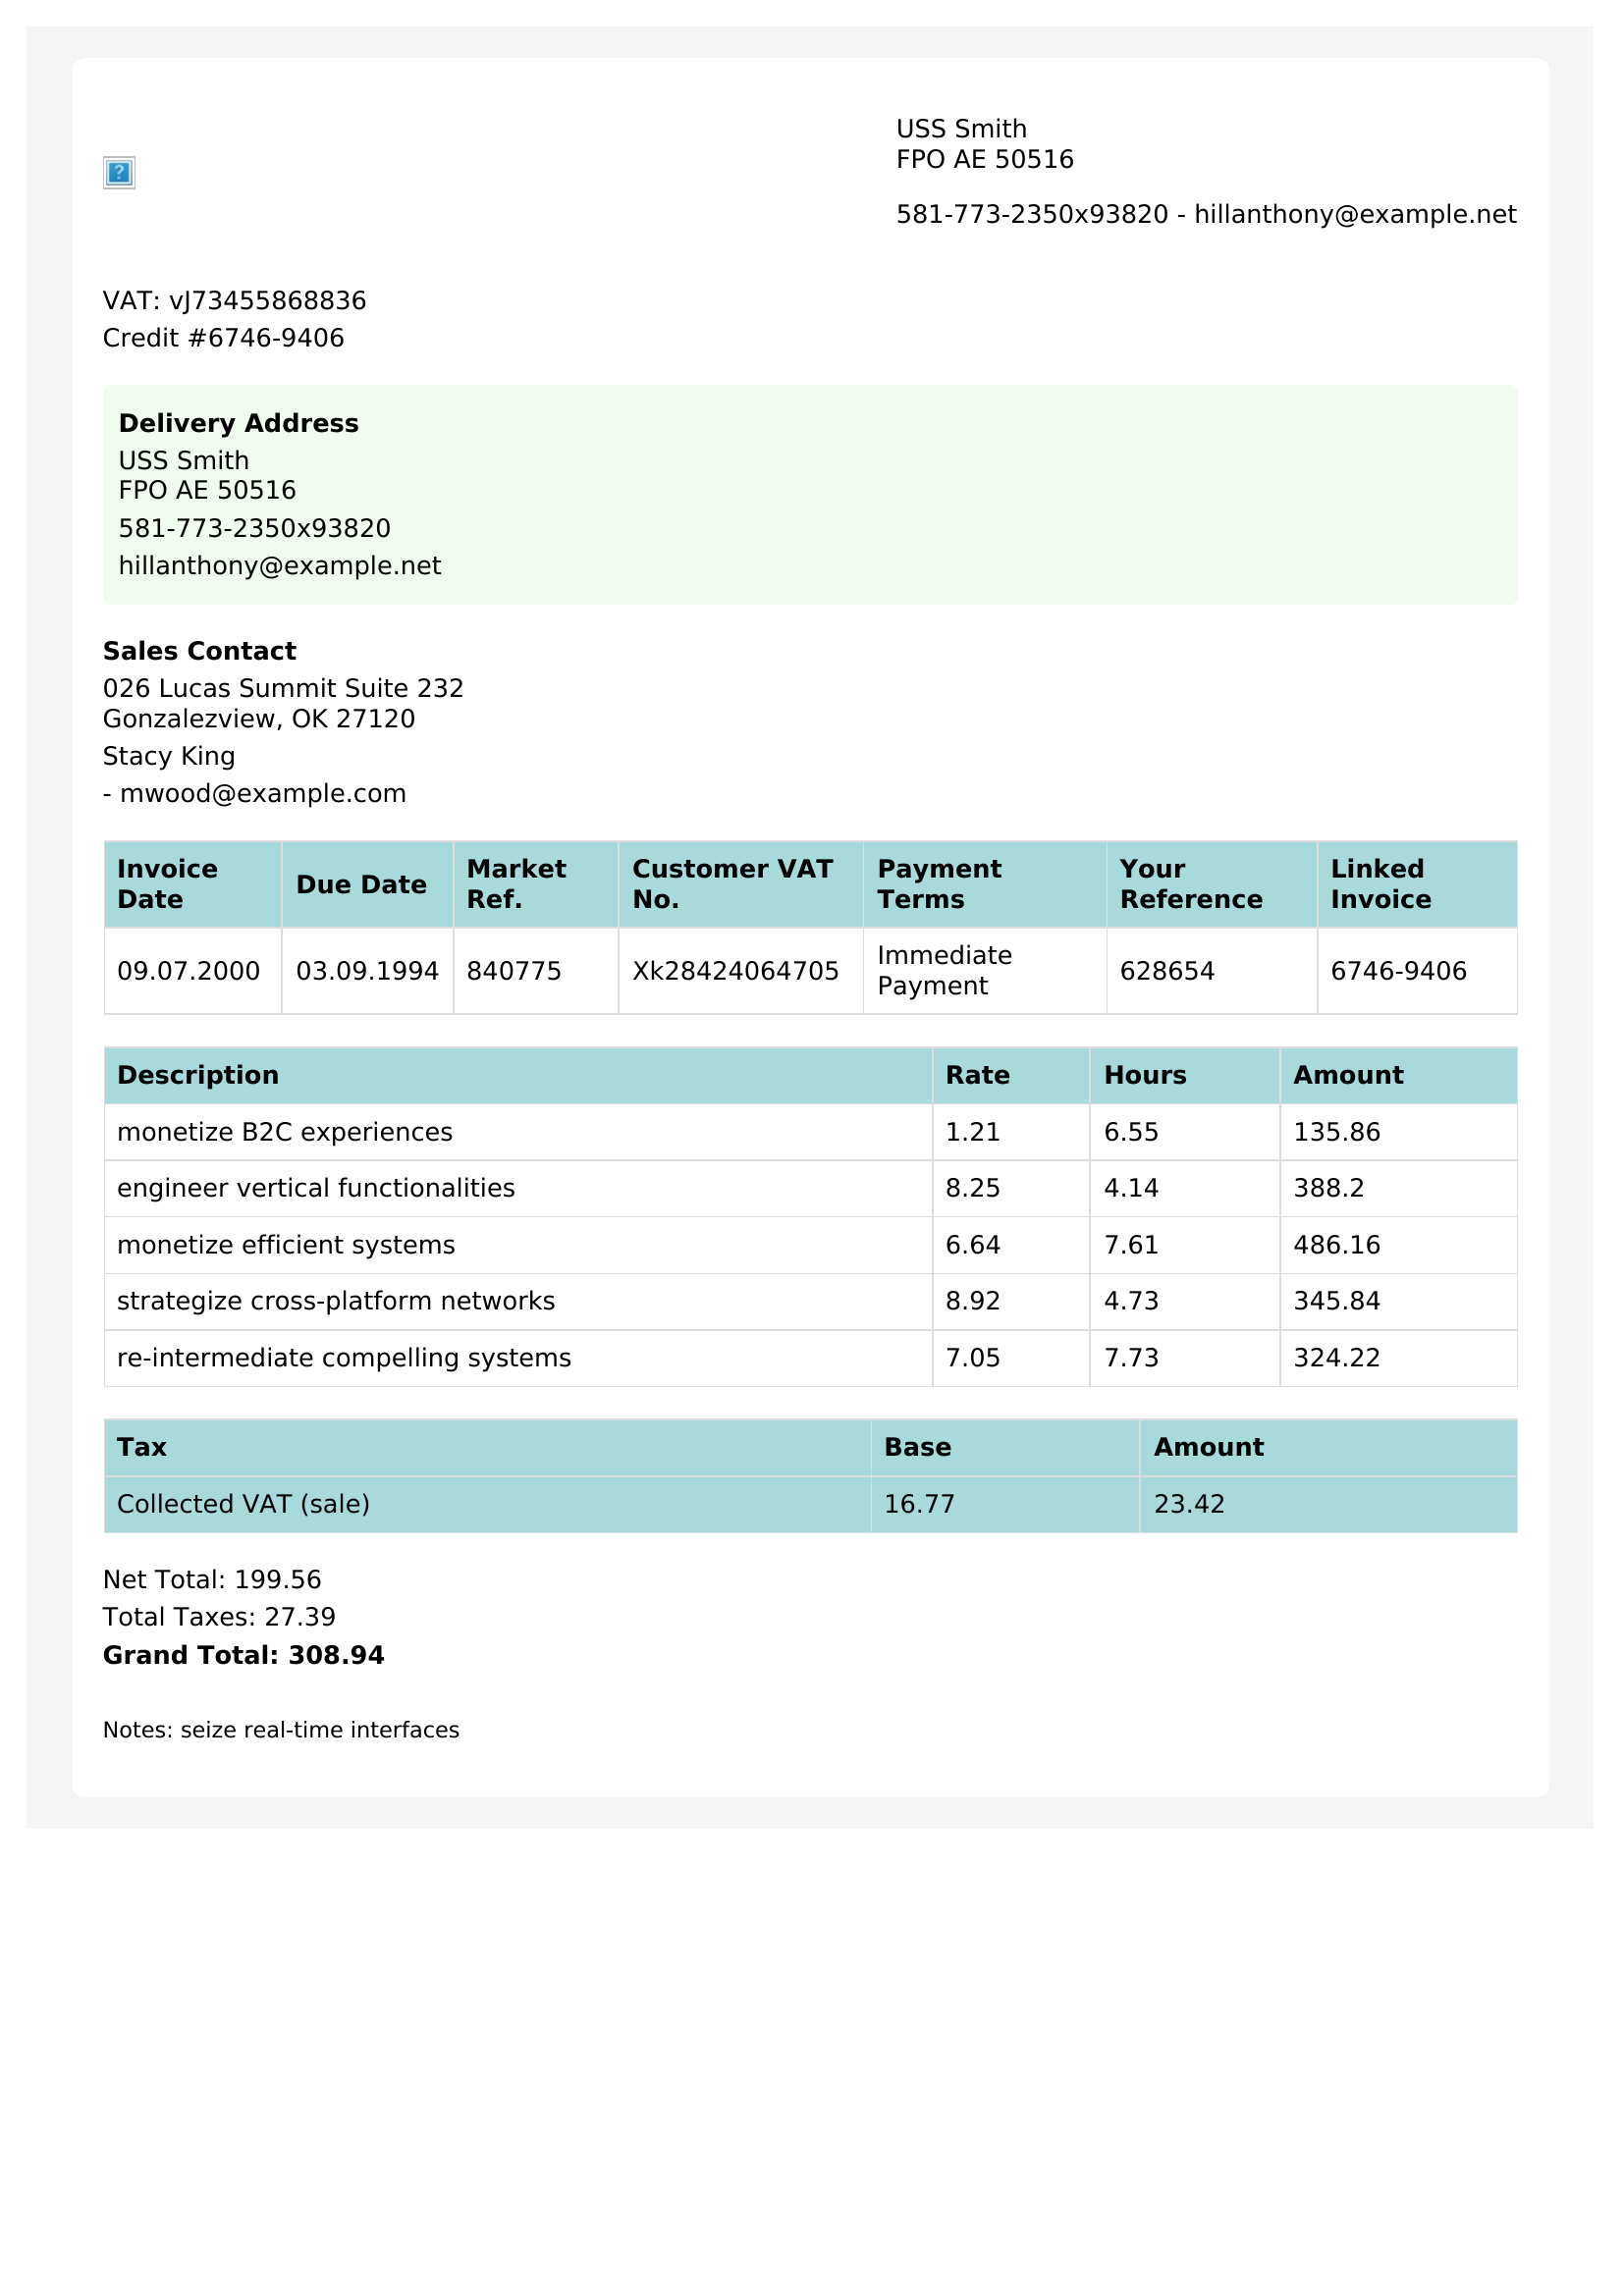 USS Smith
FPO AE 50516
581-773-2350x93820 - hillanthony@example.net
VAT: vJ73455868836
Credit #6746-9406
Delivery Address
USS Smith
FPO AE 50516
581-773-2350x93820
hillanthony@example.net
Sales Contact
026 Lucas Summit Suite 232
Gonzalezview, OK 27120
Stacy King
- mwood@example.com
Invoice Date Due Date Market Ref. Customer VAT No. Payment Terms Your Reference Linked Invoice
09.07.2000 03.09.1994 840775 Xk28424064705 Immediate Payment 628654 6746-9406
Description Rate Hours Amount
monetize B2C experiences 1.21 6.55 135.86
engineer vertical functionalities 8.25 4.14 388.2
monetize efficient systems 6.64 7.61 486.16
strategize cross-platform networks 8.92 4.73 345.84
re-intermediate compelling systems 7.05 7.73 324.22
Tax Base Amount
Collected VAT (sale) 16.77 23.42
Net Total: 199.56
Total Taxes: 27.39
Grand Total: 308.94
Notes: seize real-time interfaces